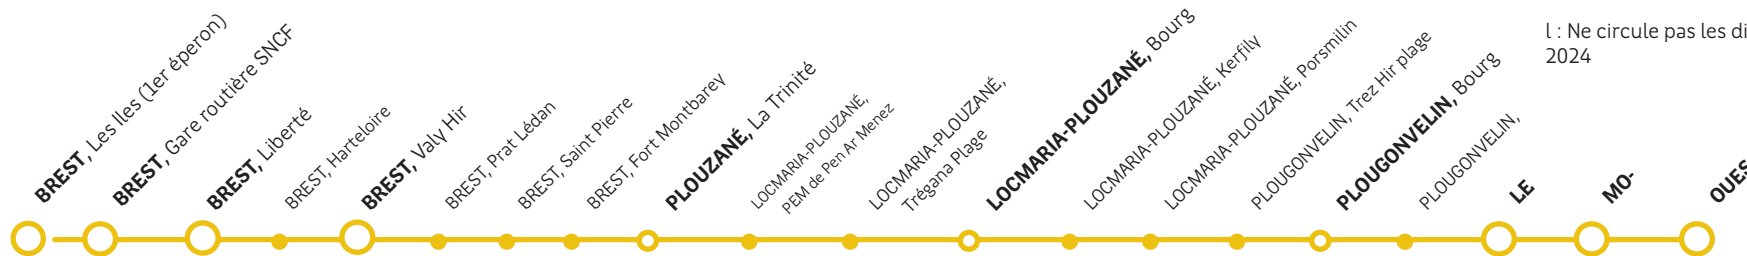 BREST, Les Iles (1er éperon)
BREST, Gare routière SNCF
BREST, Liberté
BREST, Harteloire
BREST, Valy Hir
BREST, Prat Lédan
BREST, Saint Pierre
BREST, Fort Montbarey
PLOUZANÉ, La Trinité
LOCMARIA-PLOUZANÉ,
PEM de Pen Ar Menez
LOCMARIA-PLOUZANÉ,
Trégana Plage
LOCMARIA-PLOUZANÉ, Bourg
LOCMARIA-PLOUZANÉ, Kerfily
LOCMARIA-PLOUZANÉ, Porsmilin
PLOUGONVELIN, Trez Hir plage
PLOUGONVELIN, Bourg
PLOUGONVELIN,
LE
MO-
OUES
l : Ne circule pas les di
2024